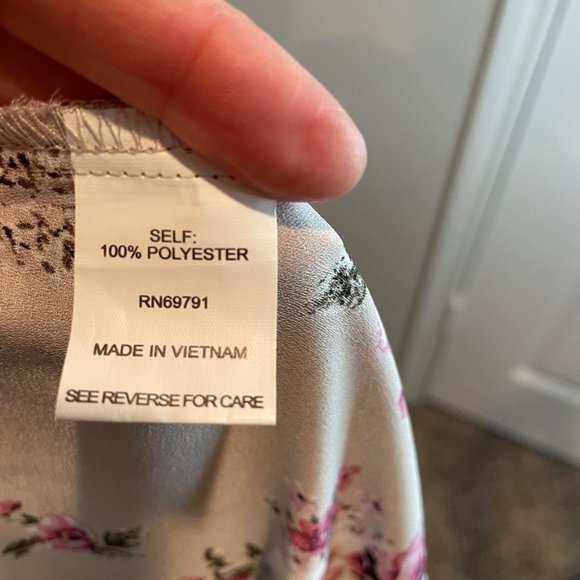 SELF:
100% POLYESTER
RN69791
MADE IN VIETNAM
SEE REVERSE FOR CARE